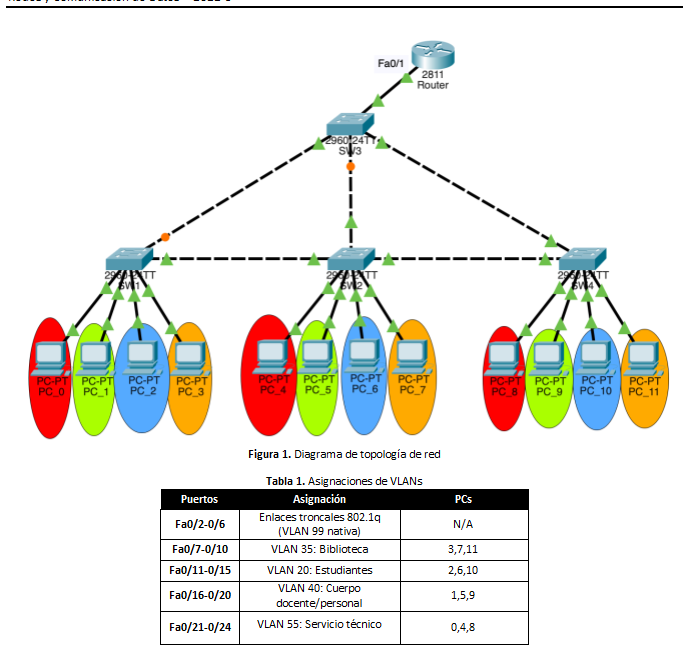 Fa0/1
2811
Router
2960-24TT
SW3
2960-24TT
SW1
2960-24TT
SW2
2960-24TT
SW4
PC-PT
PC_0
PC-PT
PC_1
PC-PT
PC_2
PC-PT
PC_3
PC-PT
PC_4
PC-PT
PC_5
PC-PT
PC_6
PC-PT
PC_7
PC-PT
PC_8
PC-PT
PC_9
PC-PT
PC_10
PC-PT
PC_11
Figura 1. Diagrama de topología de red
Tabla 1. Asignaciones de VLANs
Puertos Asignación PCs
Fa0/2-0/6 Enlaces troncales 802.1q
(VLAN 99 nativa) N/A
Fa0/7-0/10 VLAN 35: Biblioteca 3,7,11
Fa0/11-0/15 VLAN 20: Estudiantes 2,6,10
Fa0/16-0/20 VLAN 40: Cuerpo
docente/personal 1,5,9
Fa0/21-0/24 VLAN 55: Servicio técnico 0,4,8